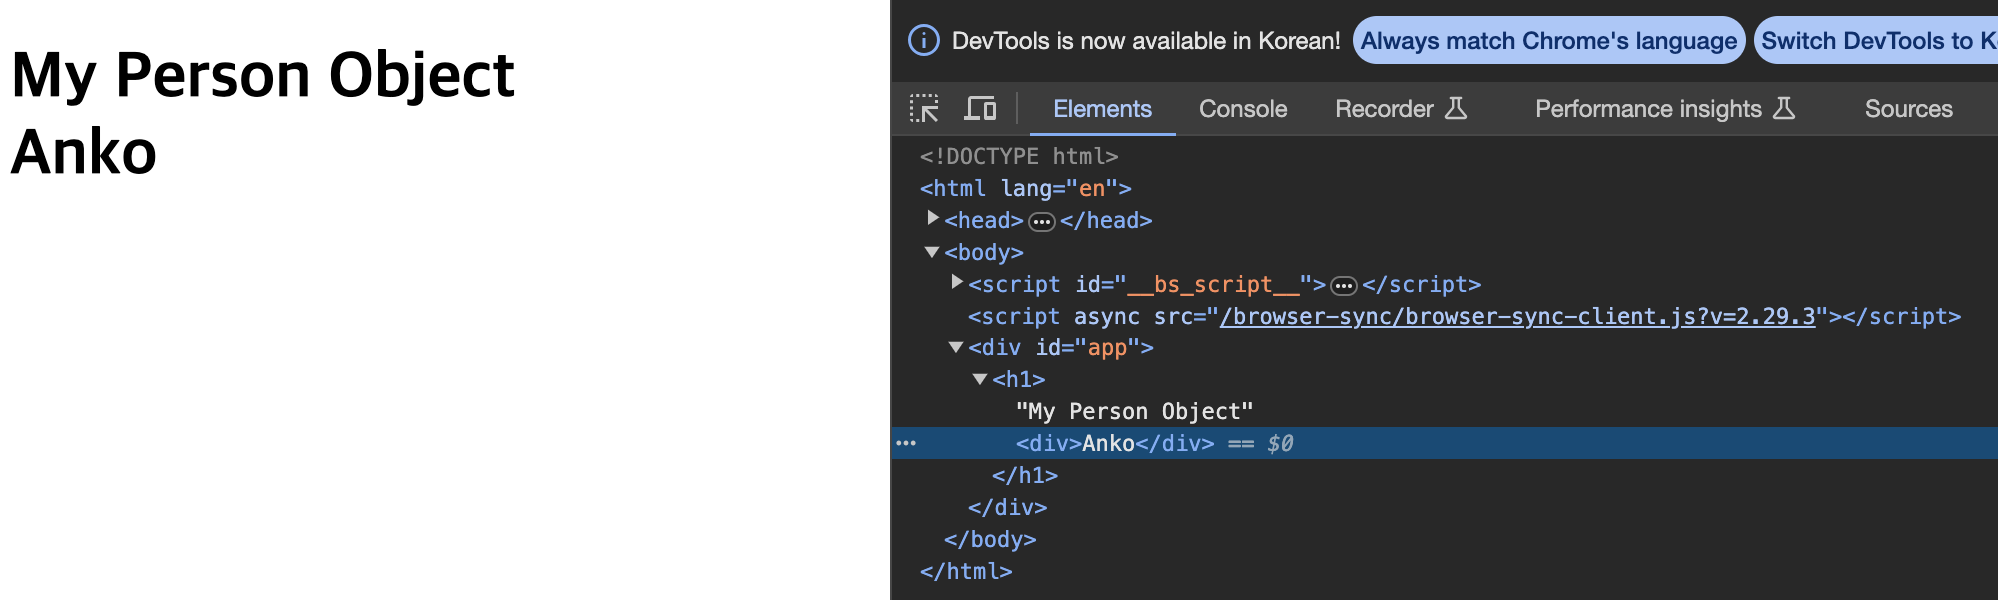 My Person Object
Anko
DevTools is now available in Korean! Always match Chrome's language Switch DevTools to K
Elements Console Recorder Performance insights Sources
<!DOCTYPE html>
<html lang="en">
<head>•••</head>
<body>
<script id="__bs_script__">•••</script>
<script async src="/browser-sync/browser-sync-client.js?v=2.29.3"></script>
<div id="app">
<h1>
"My Person Object"
••• <div>Anko</div> == $0
</h1>
</div>
</body>
</html>